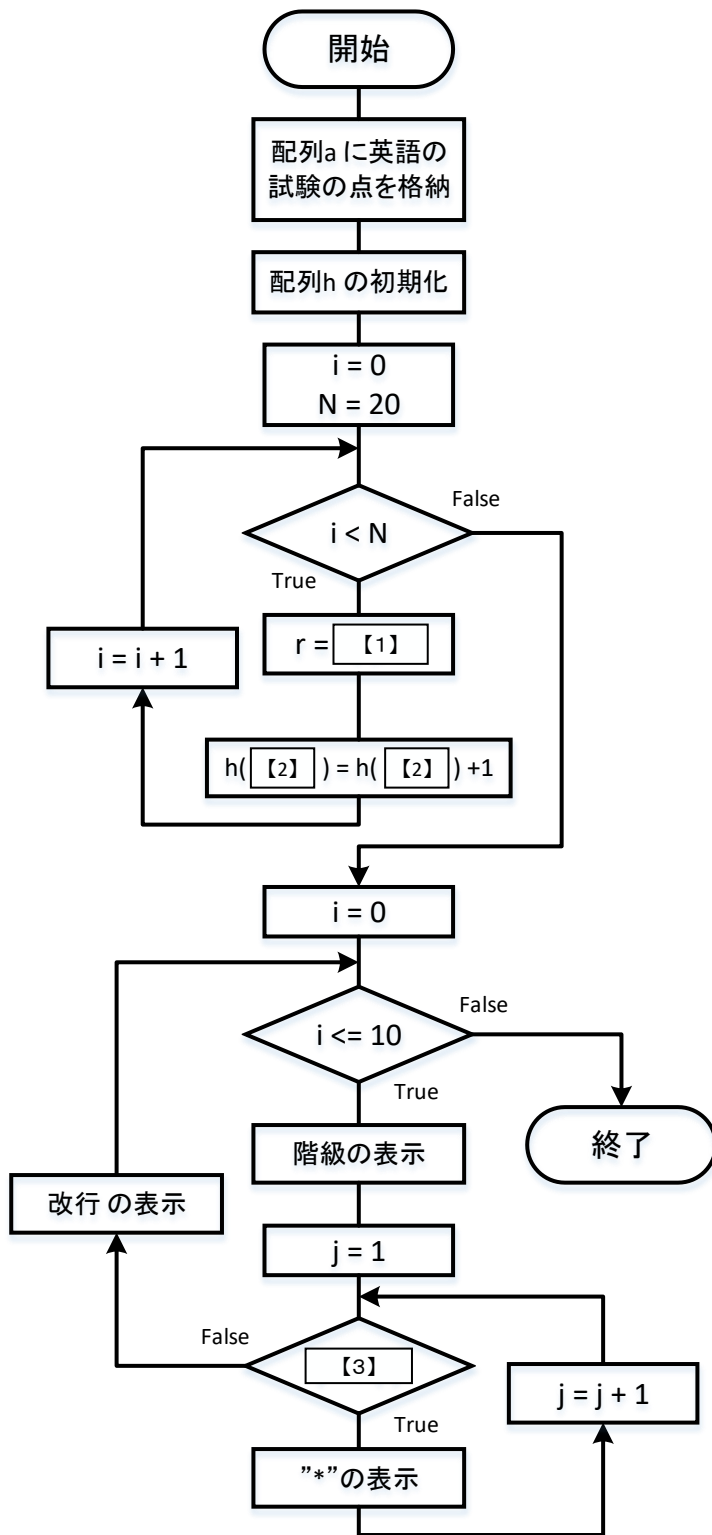 開始
配列a に英語の
試験の点を格納
配列h の初期化
i = 0
N = 20
i < N
False
True
r = 【1】
i = i + 1
h( 【2】 ) = h( 【2】 ) +1
i = 0
i <= 10
False
True
階級の表示
終了
改行 の表示
j = 1
False
【3】
True
j = j + 1
”*”の表示